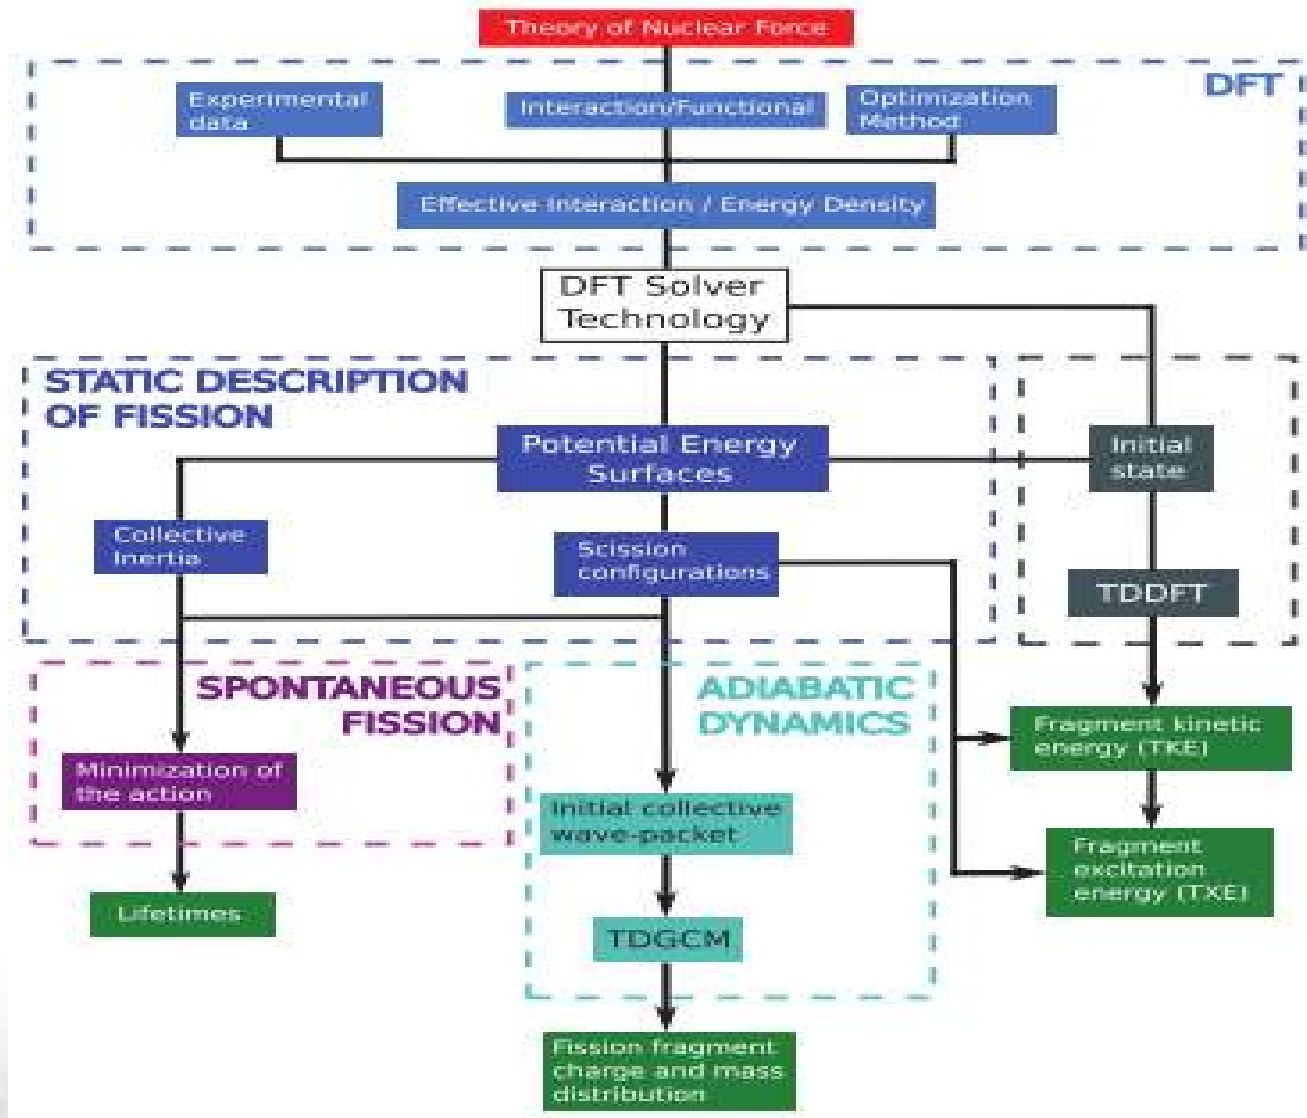 Theory of Nuclear Force
DFT
Experimental
data
Interaction/Functional
Optimization
Method
Effective Interaction / Energy Density
DFT Solver
Technology
STATIC DESCRIPTION
OF FISSION
Potential Energy
Surfaces
Initial
state
Collective
Inertia
Scission
configurations
TDDFT
SPONTANEOUS
FISSION
ADIABATIC
DYNAMICS
Fragment kinetic
energy (TKE)
Minimization of
the action
Initial collective
wave-packet
Fragment
excitation
energy (TXE)
Lifetimes
TDGCM
Fission fragment
charge and mass
distribution